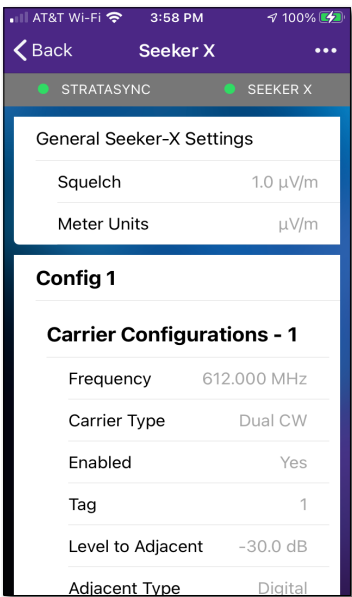 AT&T Wi-Fi 3:58 PM 100%
Back Seeker X
STRATASYNC SEEKER X
General Seeker-X Settings
Squelch 1.0 µV/m
Meter Units µV/m
Config 1
Carrier Configurations - 1
Frequency 612.000 MHz
Carrier Type Dual CW
Enabled Yes
Tag 1
Level to Adjacent -30.0 dB
Adjacent Type Digital